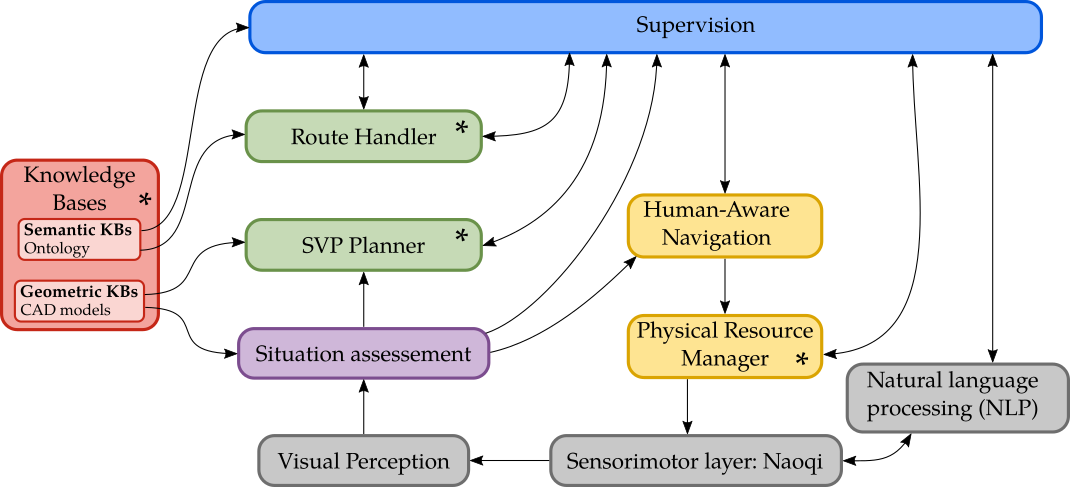 Supervision
Route Handler *
Knowledge
Bases *
Semantic KBs
Ontology
Geometric KBs
CAD models
SVP Planner *
Human-Aware
Navigation
Situation assessement
Physical Resource
Manager *
Natural language
processing (NLP)
Visual Perception
Sensorimotor layer: Naoqi